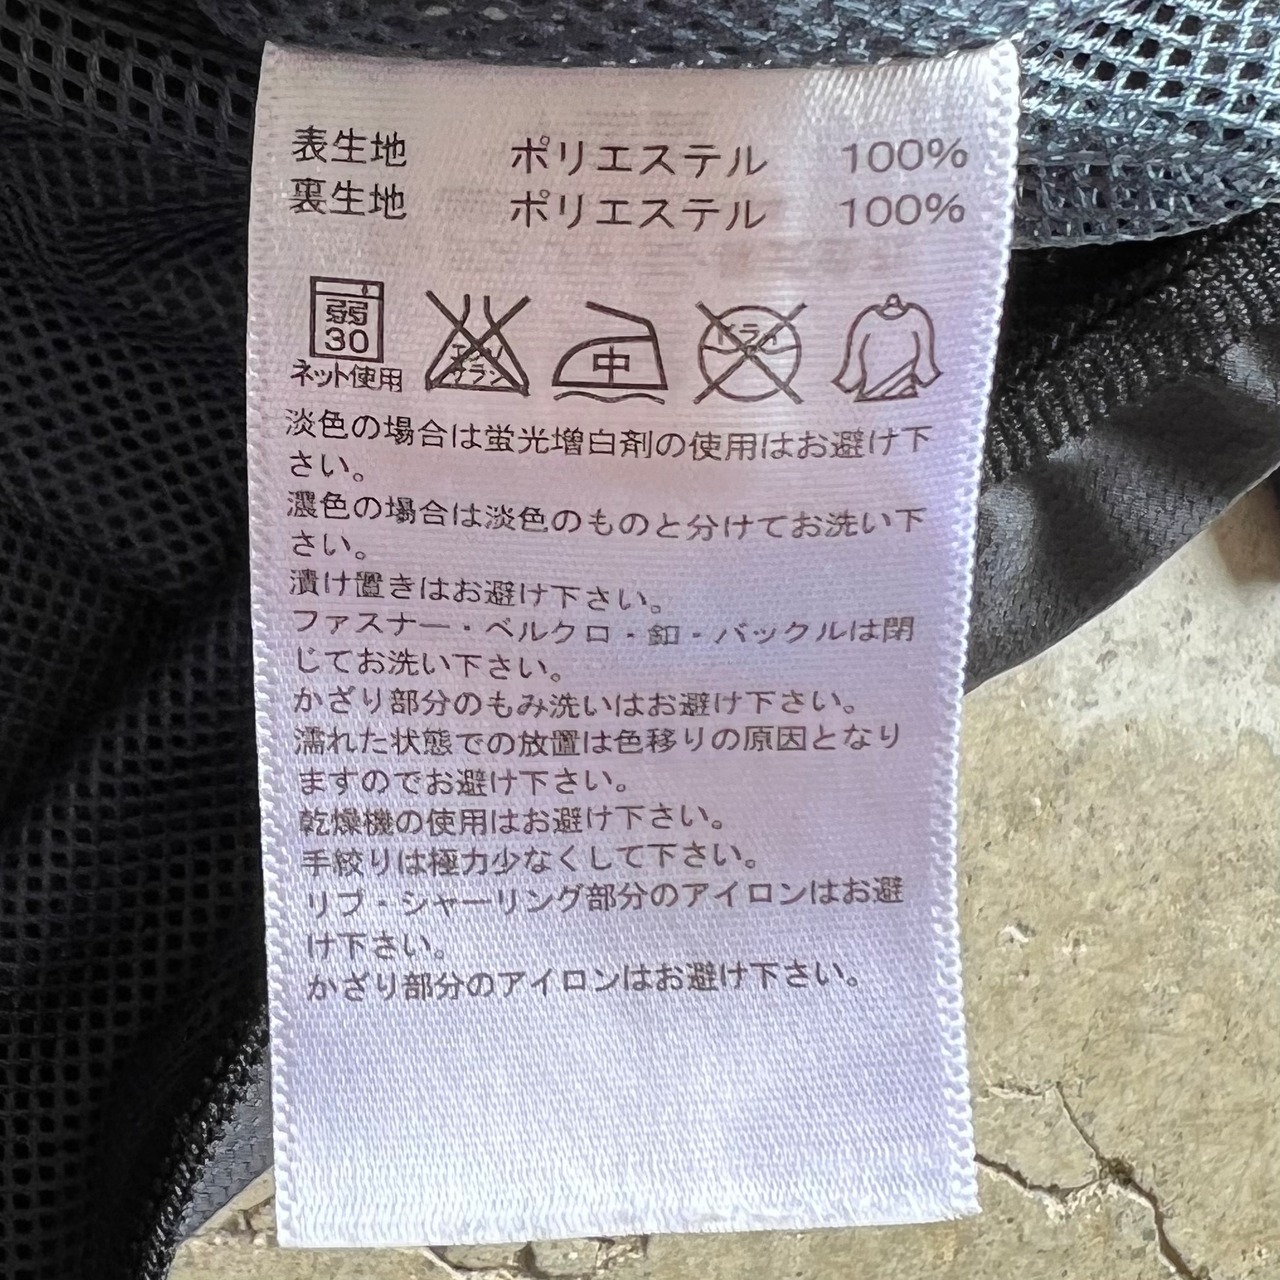 表生地 ポリエステル 100%
裏生地 ポリエステル 100%
弱
30
ネット使用
エンソ
サラシ
中
ドライ
淡色の場合は蛍光増白剤の使用はお避け下
さい。
濃色の場合は淡色のものと分けてお洗い下
さい。
漬け置きはお避け下さい。
ファスナー・ベルクロ・釦・バックルは閉
じてお洗い下さい。
かざり部分のもみ洗いはお避け下さい。
濡れた状態での放置は色移りの原因となり
ますのでお避け下さい。
乾燥機の使用はお避け下さい。
手絞りは極力少なくして下さい。
リブ・シャーリング部分のアイロンはお避
け下さい。
かざり部分のアイロンはお避け下さい。